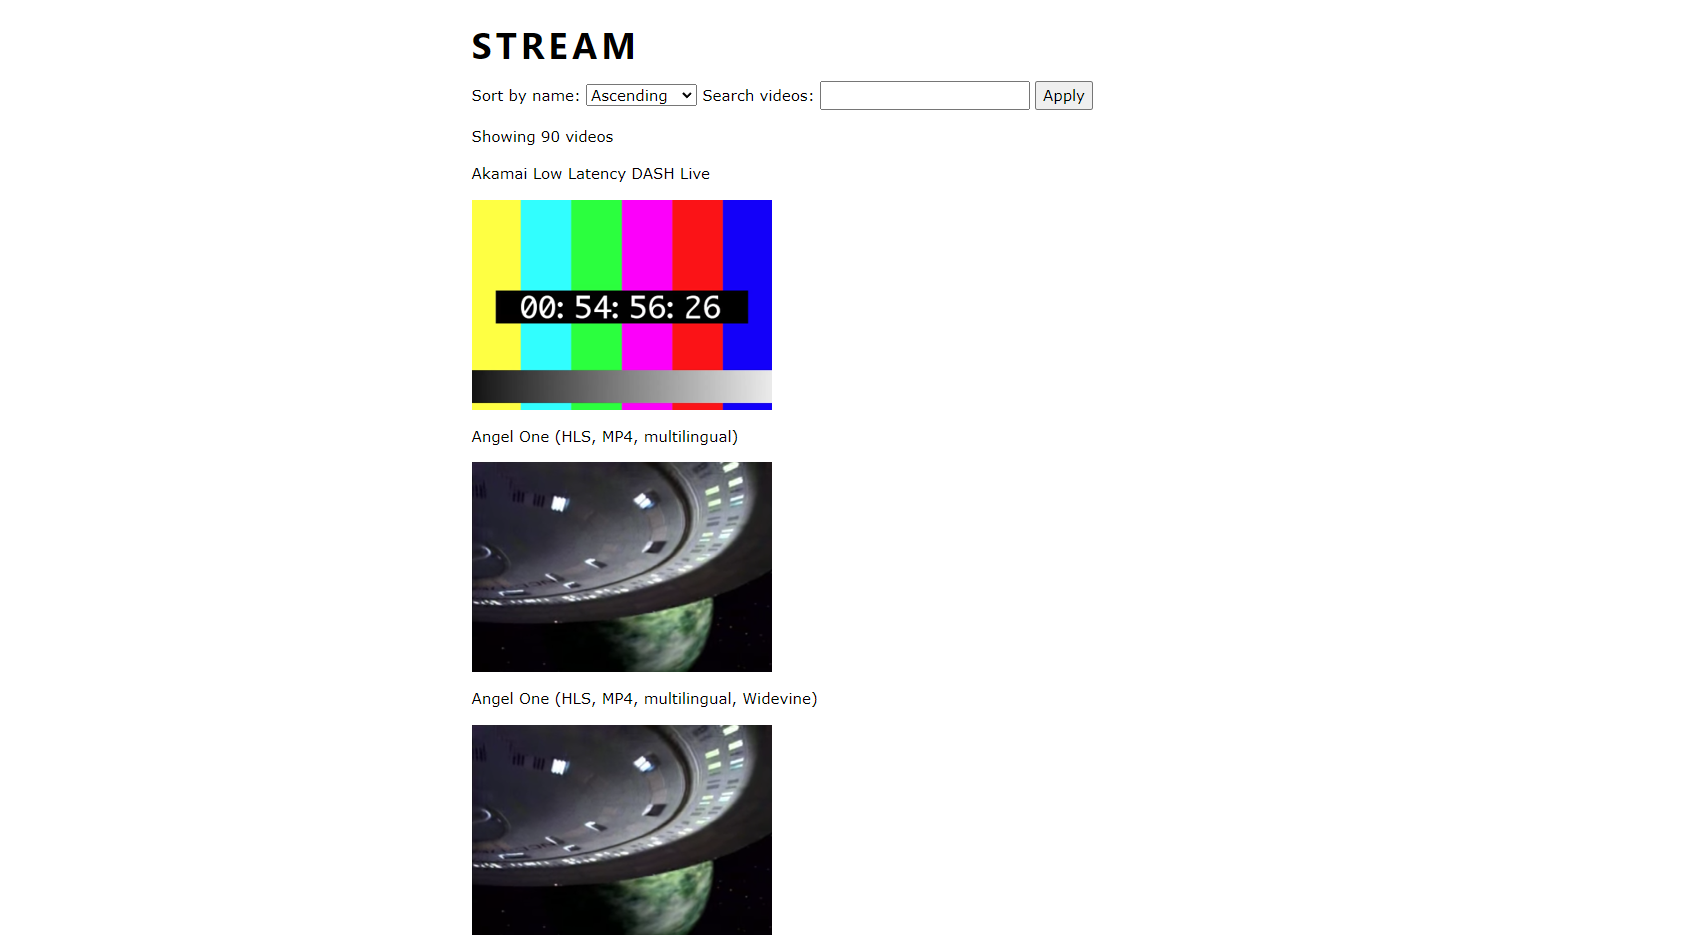 STREAM
Sort by name: Ascending Search videos: Apply
Showing 90 videos
Akamai Low Latency DASH Live
00: 54: 56: 26
Angel One (HLS, MP4, multilingual)
Angel One (HLS, MP4, multilingual, Widevine)